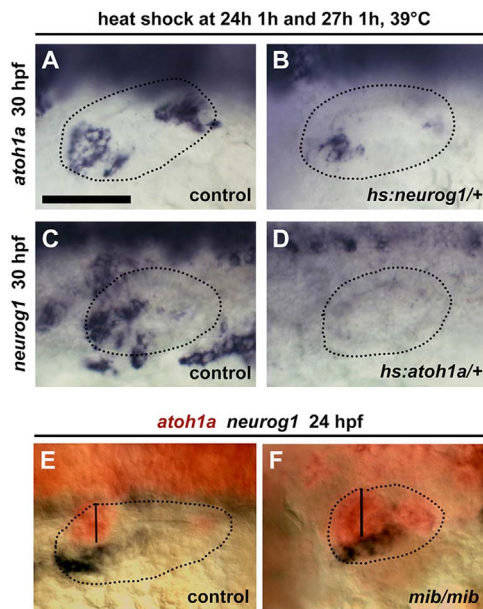 heat shock at 24h 1h and 27h 1h, 39°C
atoh1a 30 hpf
A
control
B
hs:neurog1/+
neurog1 30 hpf
C
control
D
hs:atoh1a/+
atoh1a neurog1 24 hpf
E
control
F
mib/mib